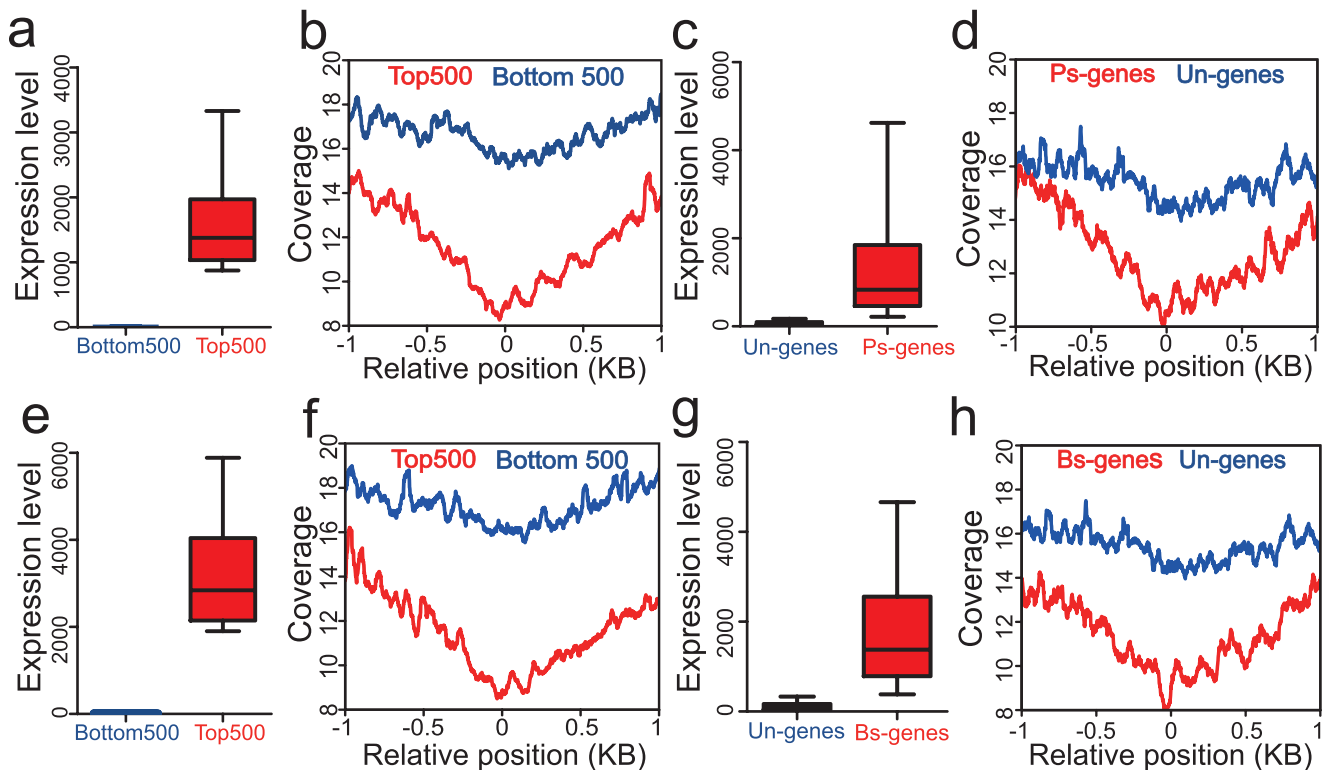 a
Expression level
4000
3000
2000
1000
0
Bottom500 Top500
b
Coverage
20
18
16
14
12
10
8
Top500 Bottom 500
-1 -0.5 0 0.5 1
Relative position (KB)
c
Expression level
6000
4000
2000
0
Un-genes Ps-genes
d
Coverage
20
18
16
14
12
10
Ps-genes Un-genes
-1 -0.5 0 0.5 1
Relative position (KB)
e
Expression level
6000
4000
2000
0
Bottom500 Top500
f
Coverage
20
18
16
14
12
10
8
Top500 Bottom 500
-1 -0.5 0 0.5 1
Relative position (KB)
g
Expression level
6000
4000
2000
0
Un-genes Bs-genes
h
Coverage
20
18
16
14
12
10
8
Bs-genes Un-genes
-1 -0.5 -0 0.5 1
Relative position (KB)